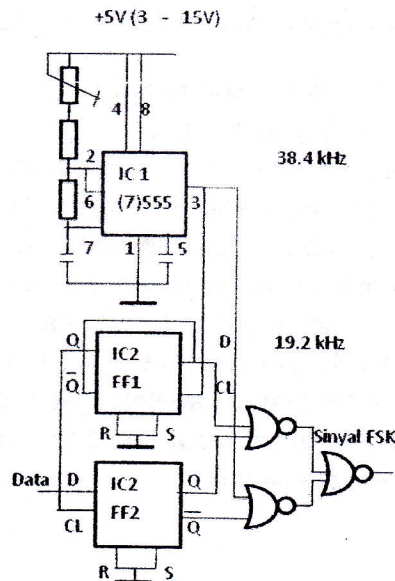 +5V (3 - 15V)
4 8
2
IC 1
38.4 kHz
6
(7)555
3
7
1
5
Q
D
19.2 kHz
IC2
Q
FF1
CL
R S
Sinyal FSK
Data
D
IC2
Q
CL
FF2
Q
R S